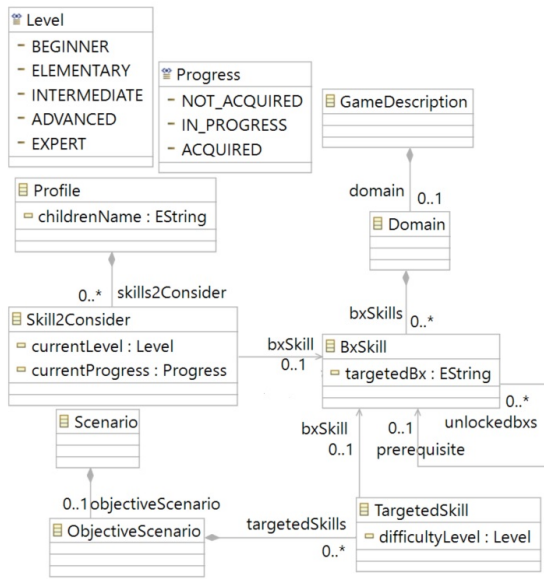 Level
BEGINNER
ELEMENTARY
INTERMEDIATE
ADVANCED
EXPERT
Progress
NOT_ACQUIRED
IN_PROGRESS
ACQUIRED
GameDescription
domain
0..1
Domain
Profile
childrenName : EString
0..*
skills2Consider
bxSkills
0..*
Skill2Consider
currentLevel : Level
currentProgress : Progress
bxSkill
0..1
BxSkill
targetedBx : EString
0..*
unlockedbxs
0..1
prerequisite
bxSkill
0..1
Scenario
0..1
objectiveScenario
ObjectiveScenario
targetedSkills
0..*
TargetedSkill
difficultyLevel : Level